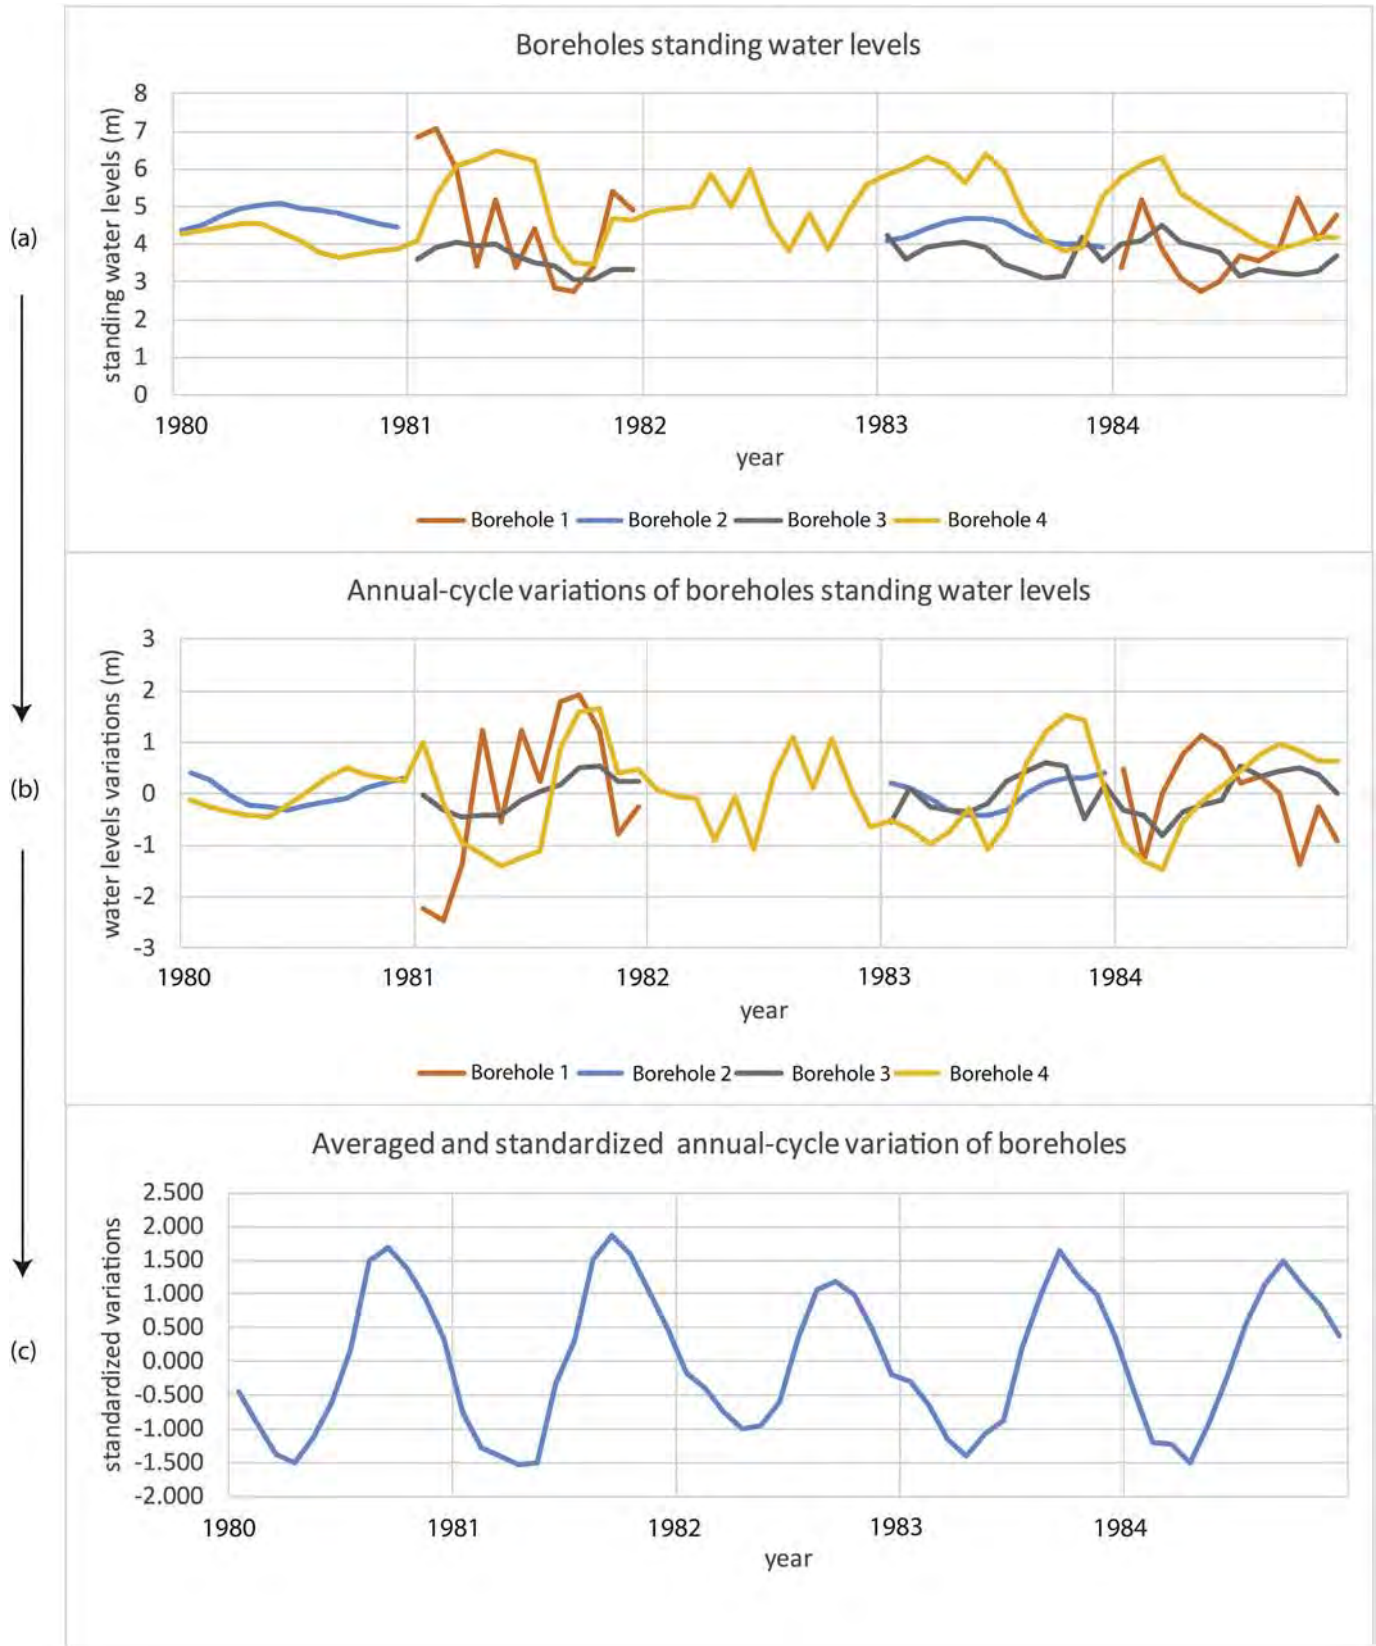 Boreholes standing water levels
standing water levels (m)
8
7
6
5
4
3
2
1
0
1980 1981 1982 1983 1984
year
Borehole 1 Borehole 2 Borehole 3 Borehole 4
(a)
Annual-cycle variations of boreholes standing water levels
water levels variations (m)
3
2
1
0
-1
-2
-3
1980 1981 1982 1983 1984
year
Borehole 1 Borehole 2 Borehole 3 Borehole 4
(b)
Averaged and standardized annual-cycle variation of boreholes
standardized variations
2.500
2.000
1.500
1.000
0.500
0.000
-0.500
-1.000
-1.500
-2.000
1980 1981 1982 1983 1984
year
(c)